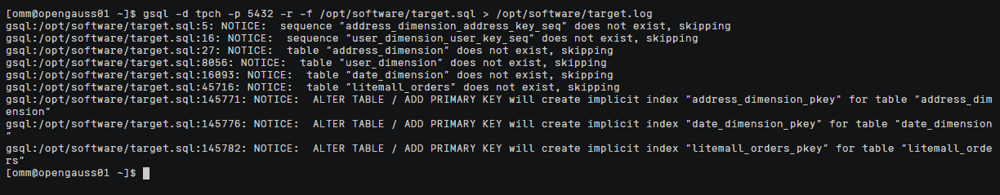 [omm@opengauss01 ~]$ gsql -d tpch -p 5432 -r -f /opt/software/target.sql > /opt/software/target.log
gsql:/opt/software/target.sql:5: NOTICE:  sequence "address_dimension_address_key_seq" does not exist, skipping
gsql:/opt/software/target.sql:16: NOTICE:  sequence "user_dimension_user_key_seq" does not exist, skipping
gsql:/opt/software/target.sql:27: NOTICE:  table "address_dimension" does not exist, skipping
gsql:/opt/software/target.sql:8056: NOTICE:  table "user_dimension" does not exist, skipping
gsql:/opt/software/target.sql:16093: NOTICE:  table "date_dimension" does not exist, skipping
gsql:/opt/software/target.sql:45716: NOTICE:  table "litemall_orders" does not exist, skipping
gsql:/opt/software/target.sql:145771: NOTICE:  ALTER TABLE / ADD PRIMARY KEY will create implicit index "address_dimension_pkey" for table "address_dim
ension"
gsql:/opt/software/target.sql:145776: NOTICE:  ALTER TABLE / ADD PRIMARY KEY will create implicit index "date_dimension_pkey" for table "date_dimension
"
gsql:/opt/software/target.sql:145782: NOTICE:  ALTER TABLE / ADD PRIMARY KEY will create implicit index "litemall_orders_pkey" for table "litemall_orde
rs"
[omm@opengauss01 ~]$